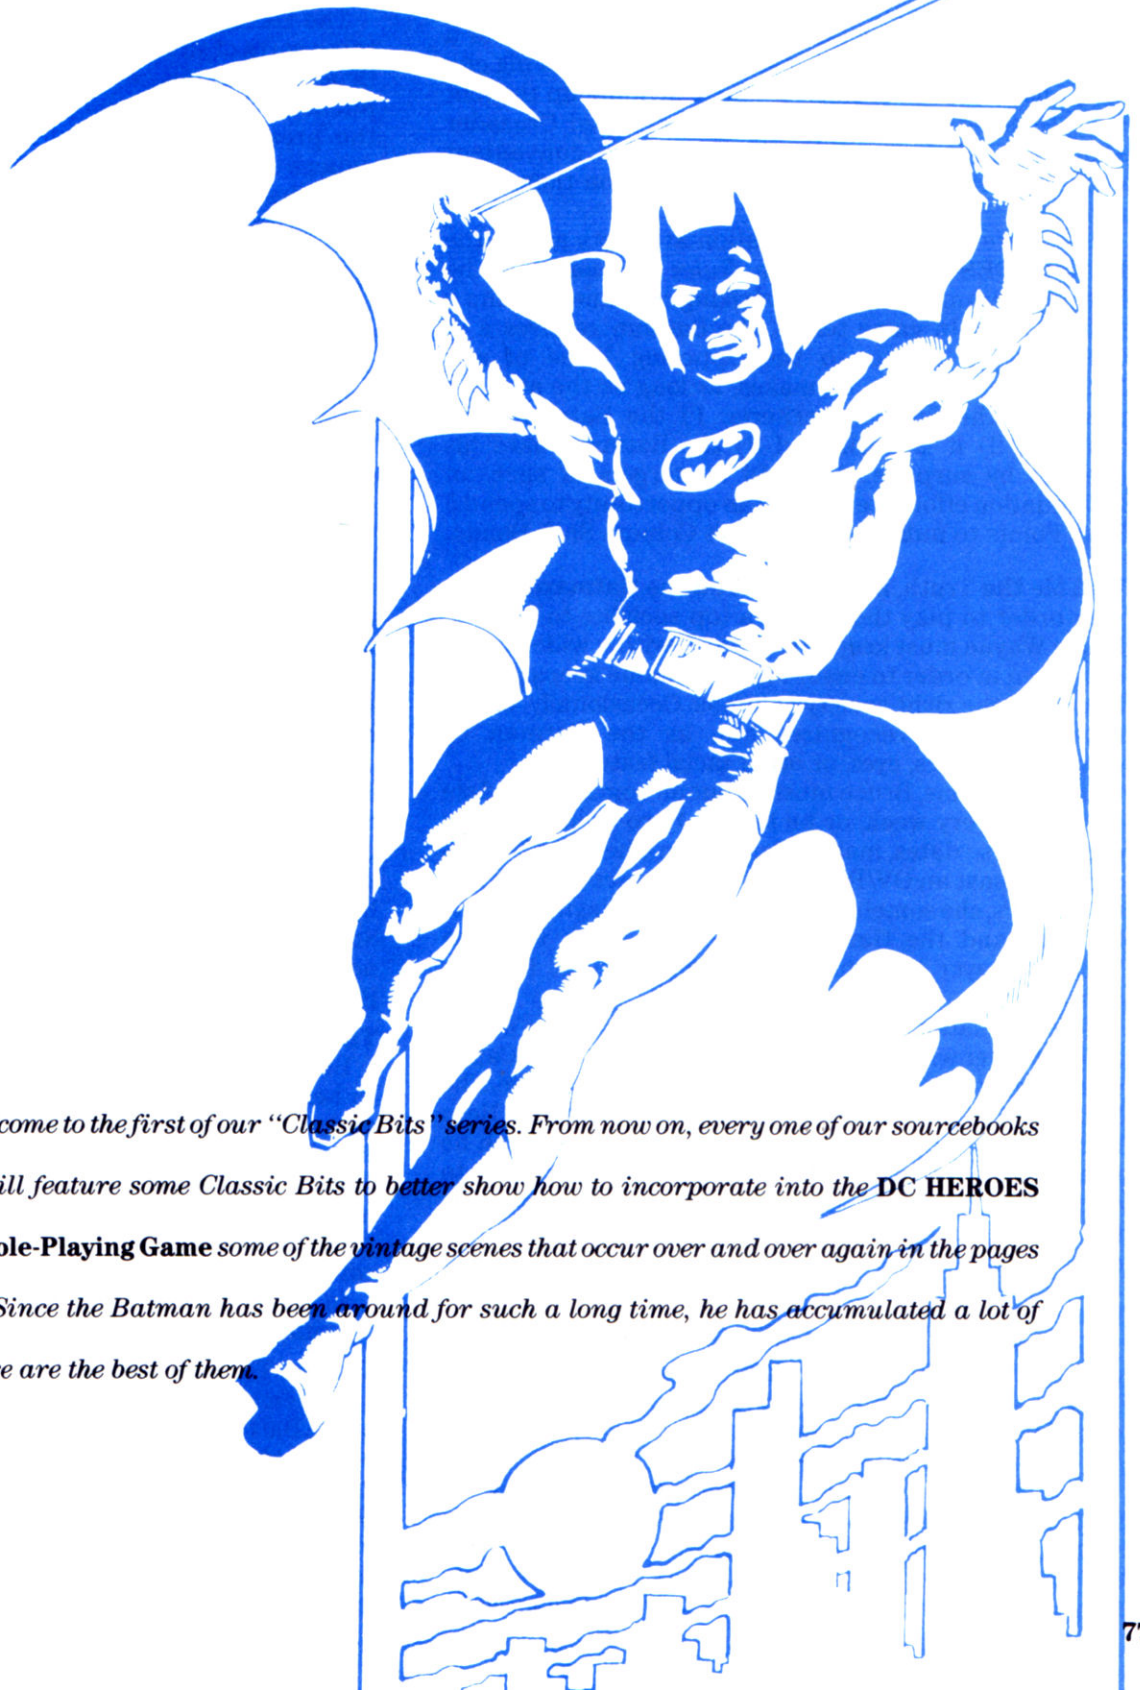 come to the first of our “Classic Bits” series. From now on, every one of our sourcebooks
ill feature some Classic Bits to better show how to incorporate into the DC HEROES
ole-Playing Game some of the vintage scenes that occur over and over again in the pages
Since the Batman has been around for such a long time, he has accumulated a lot of
e are the best of them.
7